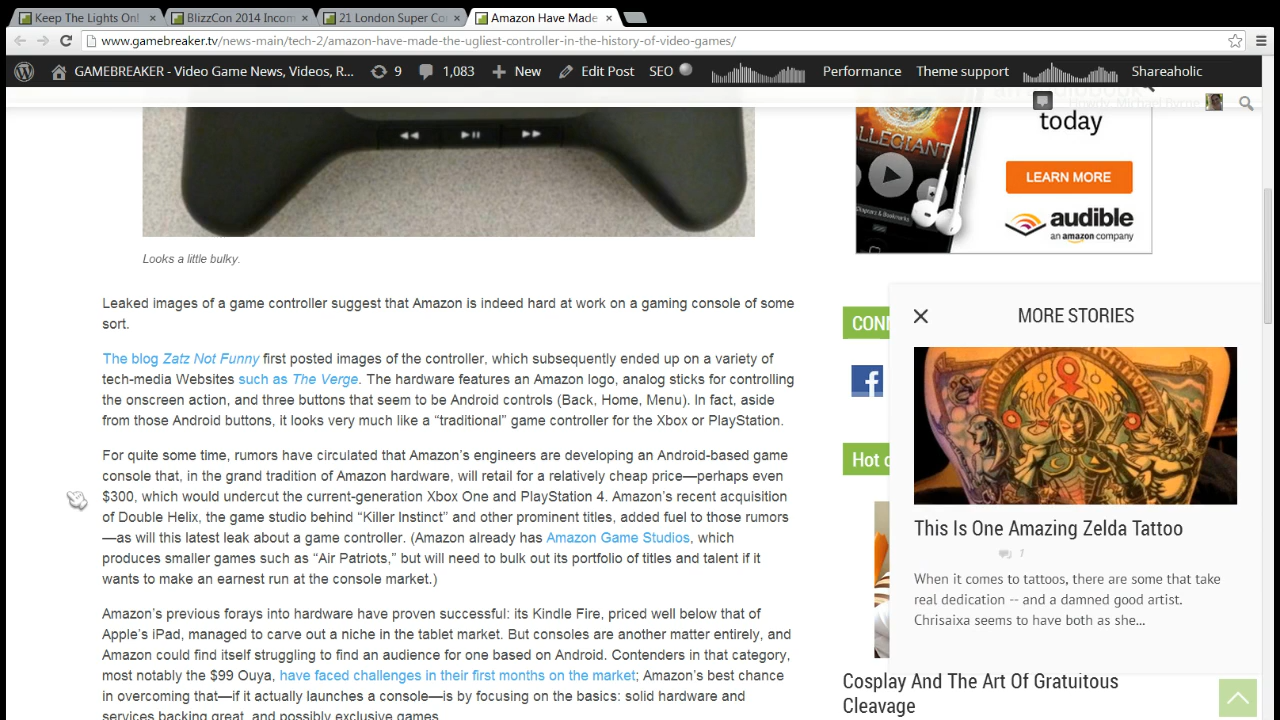 Keep The Lights On!
BlizzCon 2014 Incom
21 London Super Co
Amazon Have Made
www.gamebreaker.tv/news-main/tech-2/amazon-have-made-the-ugliest-controller-in-the-history-of-video-games/
GAMEBREAKER - Video Game News, Videos, R... 9 1,083 New Edit Post SEO Performance Theme support Shareaholic
today
ALLEGIANT
LEARN MORE
Chapters & Bookmarks
audible
an amazon company
Looks a little bulky.
Leaked images of a game controller suggest that Amazon is indeed hard at work on a gaming console of some
sort.
The blog Zatz Not Funny first posted images of the controller, which subsequently ended up on a variety of
tech-media Websites such as The Verge. The hardware features an Amazon logo, analog sticks for controlling
the onscreen action, and three buttons that seem to be Android controls (Back, Home, Menu). In fact, aside
from those Android buttons, it looks very much like a “traditional” game controller for the Xbox or PlayStation.
For quite some time, rumors have circulated that Amazon’s engineers are developing an Android-based game
console that, in the grand tradition of Amazon hardware, will retail for a relatively cheap price—perhaps even
$300, which would undercut the current-generation Xbox One and PlayStation 4. Amazon’s recent acquisition
of Double Helix, the game studio behind “Killer Instinct” and other prominent titles, added fuel to those rumors
—as will this latest leak about a game controller. (Amazon already has Amazon Game Studios, which
produces smaller games such as “Air Patriots,” but will need to bulk out its portfolio of titles and talent if it
wants to make an earnest run at the console market.)
Amazon’s previous forays into hardware have proven successful: its Kindle Fire, priced well below that of
Apple’s iPad, managed to carve out a niche in the tablet market. But consoles are another matter entirely, and
Amazon could find itself struggling to find an audience for one based on Android. Contenders in that category,
most notably the $99 Ouya, have faced challenges in their first months on the market; Amazon’s best chance
in overcoming that—if it actually launches a console—is by focusing on the basics: solid hardware and
services backing great, and possibly exclusive games.
CONN
Hot c
MORE STORIES
This Is One Amazing Zelda Tattoo
1
When it comes to tattoos, there are some that take
real dedication -- and a damned good artist.
Chrisaixa seems to have both as she...
Cosplay And The Art Of Gratuitous
Cleavage